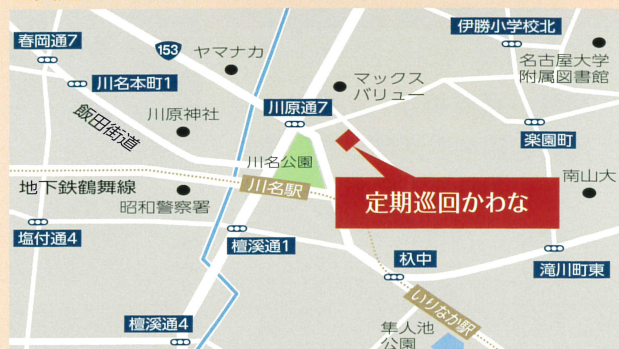 伊勝小学校北
春岡通7
153
ヤマナカ
名古屋大学
附属図書館
川名本町1
マックス
バリュー
飯田街道
川原神社
川原通7
楽園町
川名公園
南山大
地下鉄鶴舞線
川名駅
定期巡回かわな
昭和警察署
塩付通4
檀溪通1
杁中
滝川町東
いりなか駅
檀溪通4
隼人池
公園